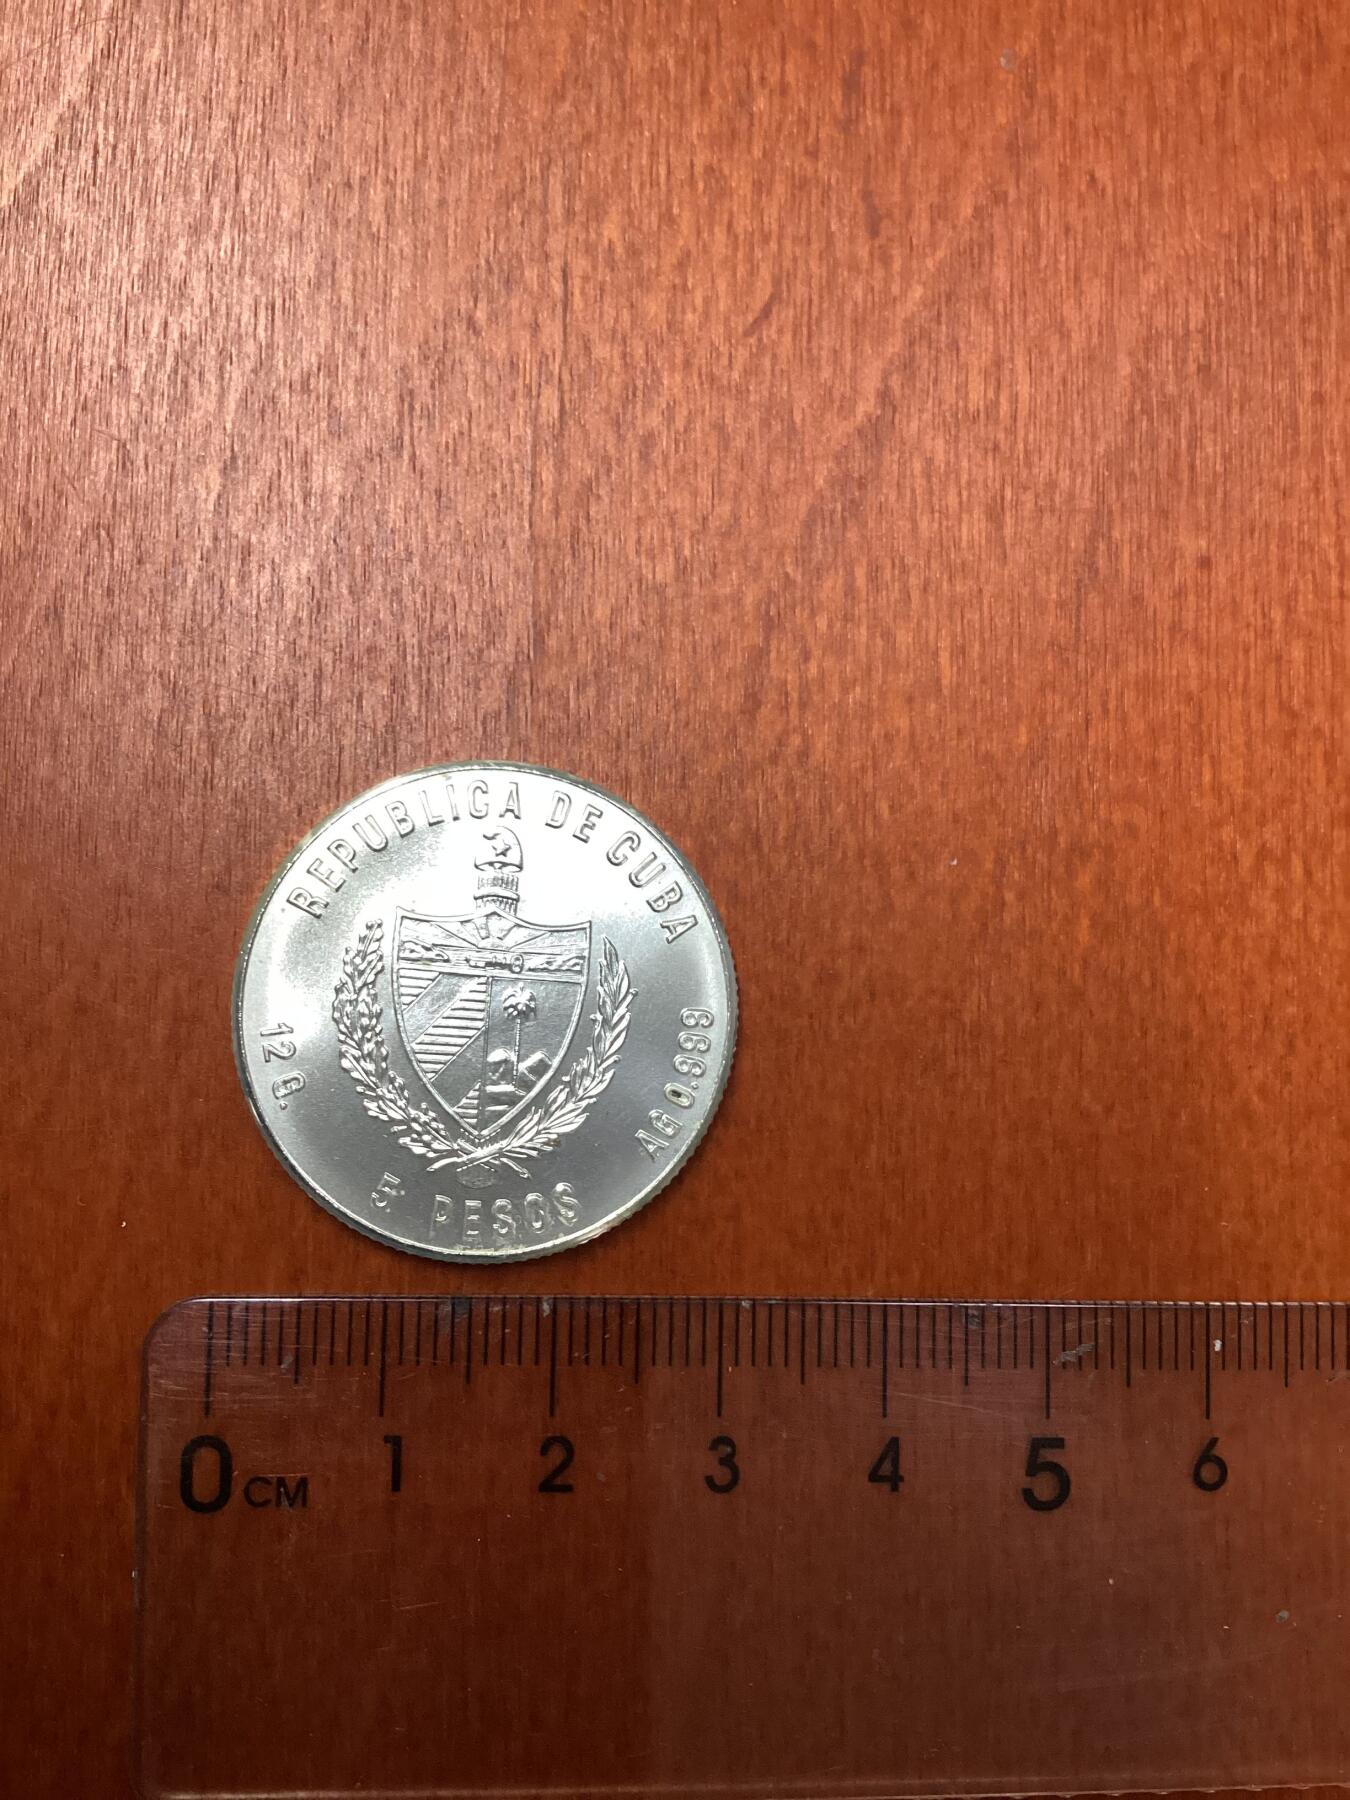 REPUBLICA DE CUBA
12 G.
AG 0.999
5 PESOS
0 CM 1 2 3 4 5 6